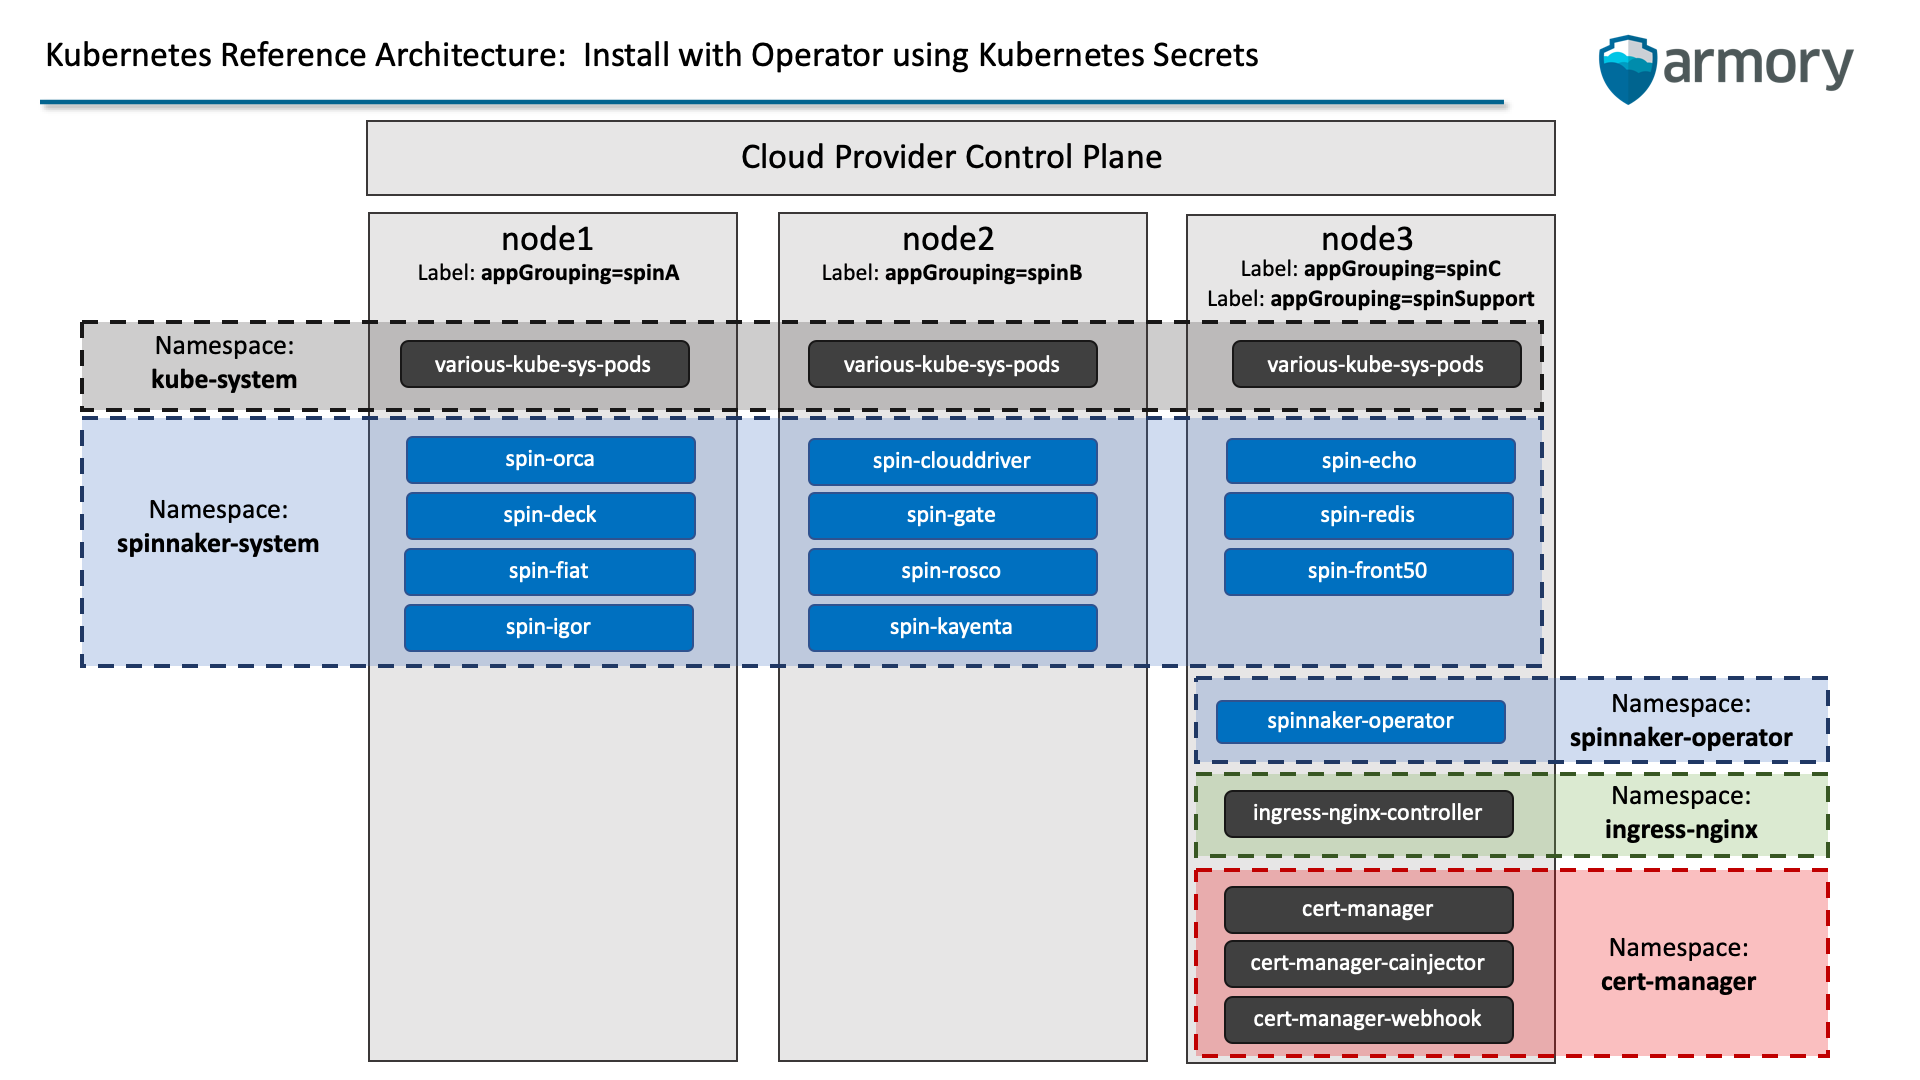 Kubernetes Reference Architecture:  Install with Operator using Kubernetes Secrets
armory
Cloud Provider Control Plane
node1
Label: appGrouping=spinA
node2
Label: appGrouping=spinB
node3
Label: appGrouping=spinC
Label: appGrouping=spinSupport
Namespace:
kube-system
various-kube-sys-pods
various-kube-sys-pods
various-kube-sys-pods
Namespace:
spinnaker-system
spin-orca
spin-deck
spin-fiat
spin-igor
spin-clouddriver
spin-gate
spin-rosco
spin-kayenta
spin-echo
spin-redis
spin-front50
spinnaker-operator
Namespace:
spinnaker-operator
ingress-nginx-controller
Namespace:
ingress-nginx
cert-manager
cert-manager-cainjector
cert-manager-webhook
Namespace:
cert-manager